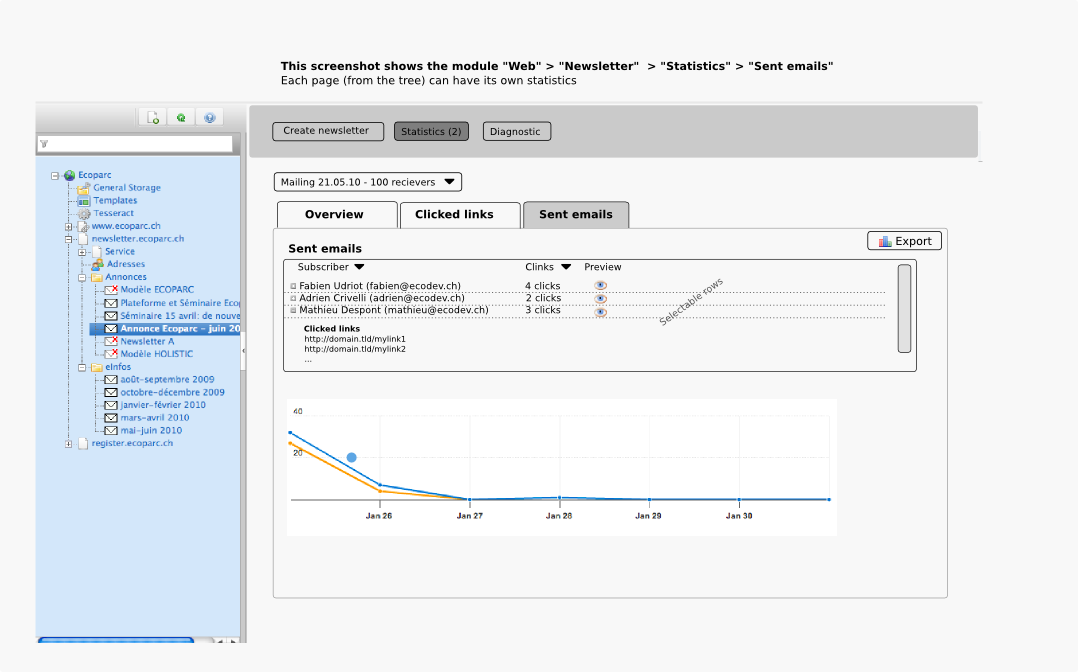 This screenshot shows the module "Web" > "Newsletter" > "Statistics" > "Sent emails"
Each page (from the tree) can have its own statistics
Create newsletter
Statistics (2)
Diagnostic
Ecoparc
General Storage
Templates
Tesseract
www.ecoparc.ch
newsletter.ecoparc.ch
Service
Adresses
Annonces
Modèle ECOPARC
Plateforme et Séminaire Ecop
Séminaire 15 avril: de nouve
Annonce Ecoparc – juin 20
Newsletter A
Modèle HOLISTIC
eInfos
août-septembre 2009
octobre-décembre 2009
janvier-février 2010
mars-avril 2010
mai-juin 2010
register.ecoparc.ch
Mailing 21.05.10 - 100 recievers
Overview
Clicked links
Sent emails
Export
Sent emails
Subscriber Clinks Preview
Fabien Udriot (fabien@ecodev.ch) 4 clicks
Adrien Crivelli (adrien@ecodev.ch) 2 clicks
Mathieu Despont (mathieu@ecodev.ch) 3 clicks
Selectable rows
Clicked links
http://domain.tld/mylink1
http://domain.tld/mylink2
...
40
20
Jan 26 Jan 27 Jan 28 Jan 29 Jan 30